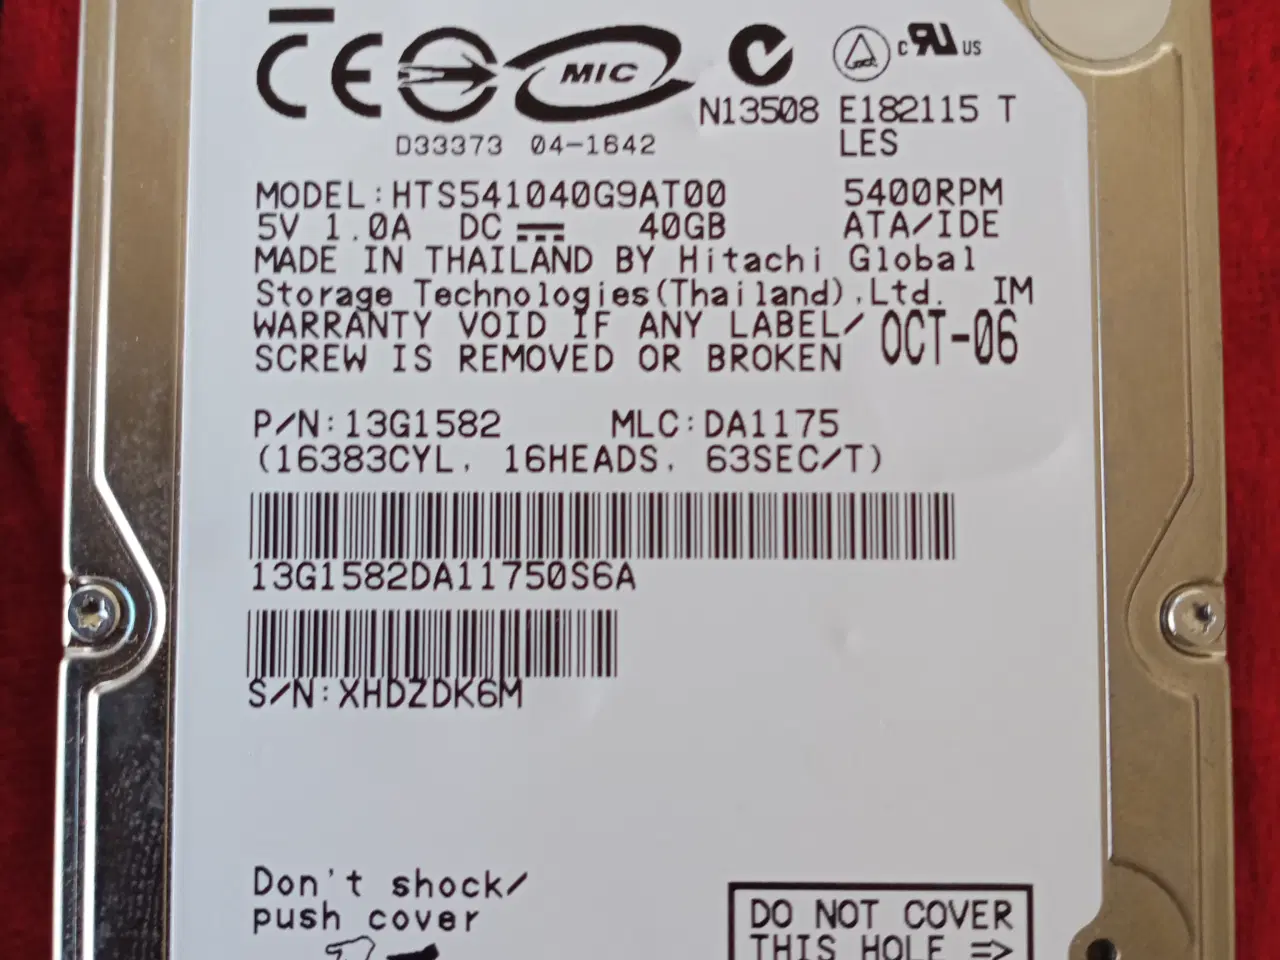 CE MIC c RU US
N13508 E182115 T
D33373 04-1642 LES
MODEL:HTS541040G9AT00 5400RPM
5V 1.0A DC 40GB ATA/IDE
MADE IN THAILAND BY Hitachi Global
Storage Technologies(Thailand),Ltd. IM
WARRANTY VOID IF ANY LABEL/ OCT-06
SCREW IS REMOVED OR BROKEN
P/N:13G1582 MLC:DA1175
(16383CYL, 16HEADS, 63SEC/T)
13G1582DA11750S6A
S/N:XHDZDK6M
Don't shock/
push cover
DO NOT COVER
THIS HOLE =>